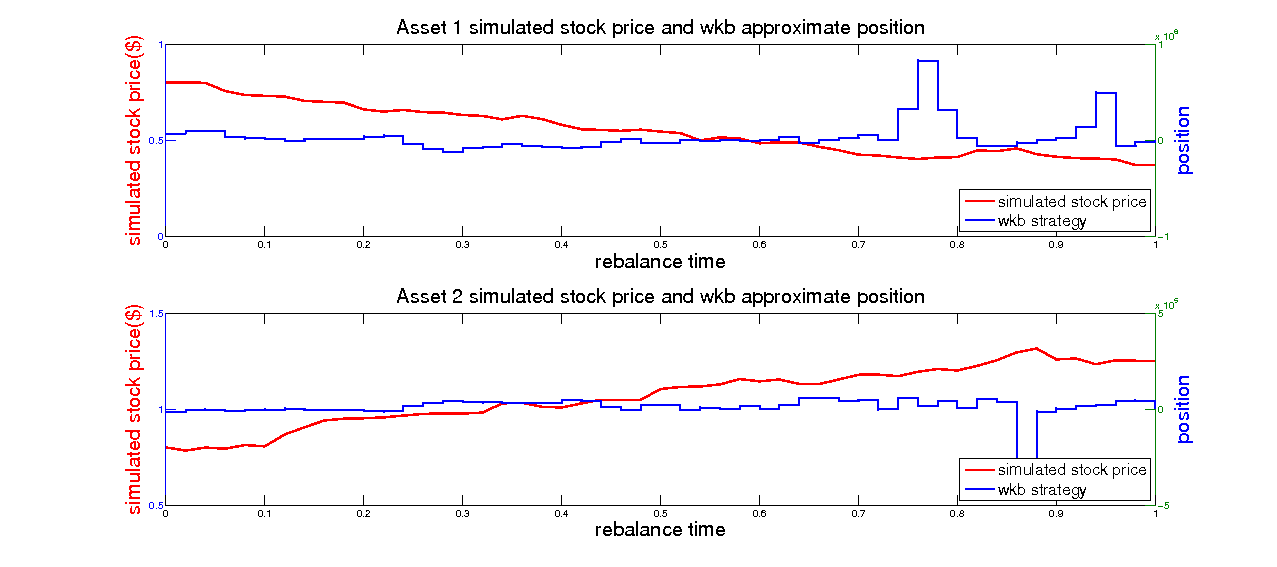 Asset 1 simulated stock price and wkb approximate position
simulated stock price($)
1
0.5
0
x 10^6
1
0
-1
position
0 0.1 0.2 0.3 0.4 0.5 0.6 0.7 0.8 0.9 1
simulated stock price
wkb strategy
rebalance time
Asset 2 simulated stock price and wkb approximate position
simulated stock price($)
1.5
1
0.5
5
0
-5
position
0 0.1 0.2 0.3 0.4 0.5 0.6 0.7 0.8 0.9 1
simulated stock price
wkb strategy
rebalance time